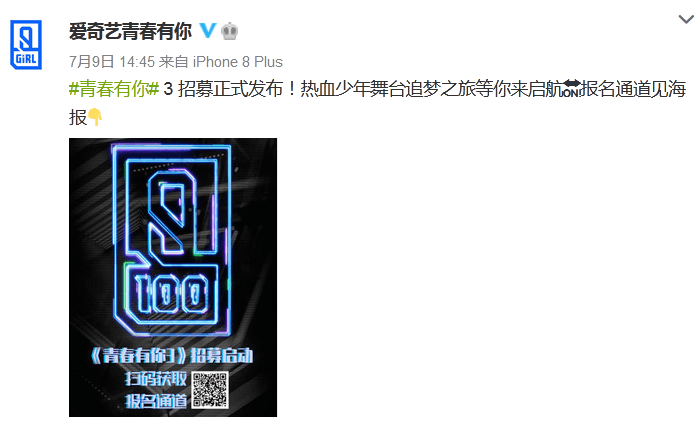 爱奇艺青春有你
GiRL
7月9日 14:45 来自 iPhone 8 Plus
#青春有你# 3 招募正式发布！热血少年舞台追梦之旅等你来启航🔛报名通道见海
报👇
100
《青春有你3》招募启动
扫码获取
报名通道